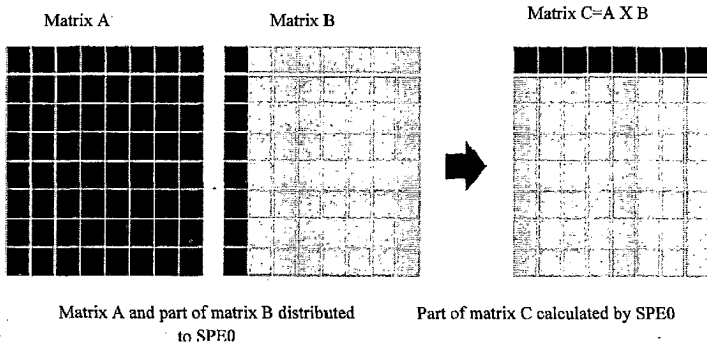 Matrix A
Matrix B
Matrix C=A X B
Matrix A and part of matrix B distributed
to SPE0
Part of matrix C calculated by SPE0